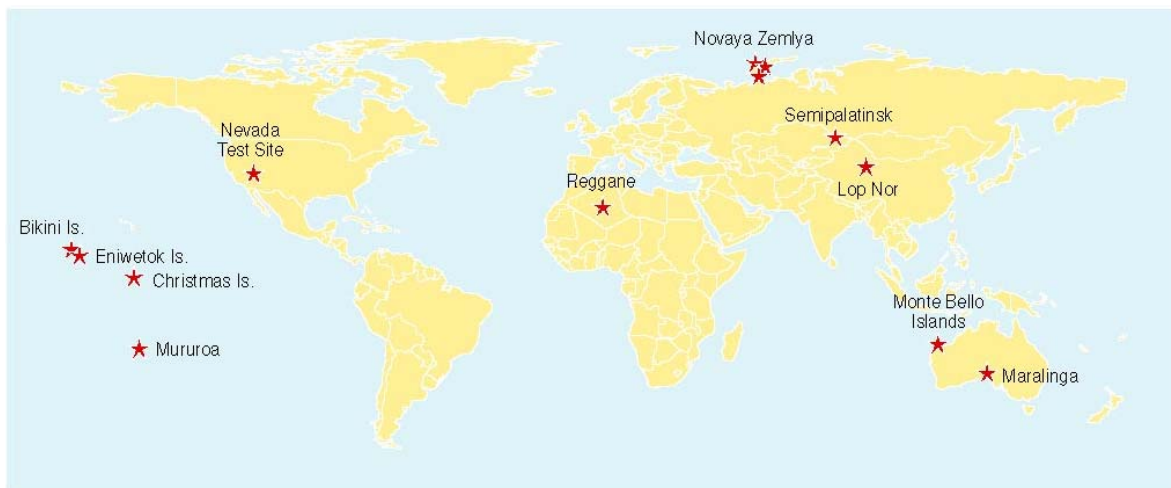 Novaya Zemlya
Semipalatinsk
Nevada
Test Site
Reggane
Lop Nor
Bikini Is.
Eniwetok Is.
Christmas Is.
Monte Bello
Islands
Mururoa
Maralinga